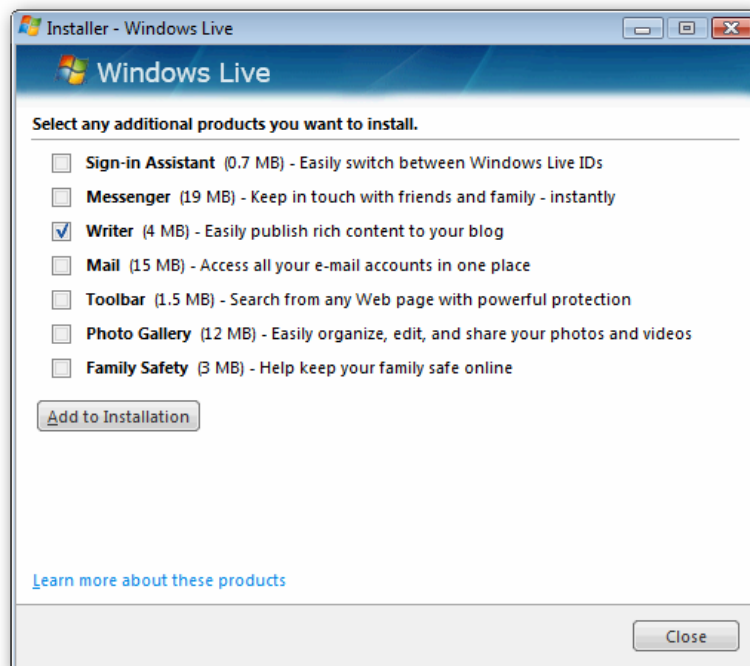 Installer - Windows Live
Windows Live
Select any additional products you want to install.
Sign-in Assistant (0.7 MB) - Easily switch between Windows Live IDs
Messenger (19 MB) - Keep in touch with friends and family - instantly
Writer (4 MB) - Easily publish rich content to your blog
Mail (15 MB) - Access all your e-mail accounts in one place
Toolbar (1.5 MB) - Search from any Web page with powerful protection
Photo Gallery (12 MB) - Easily organize, edit, and share your photos and videos
Family Safety (3 MB) - Help keep your family safe online
Add to Installation
Learn more about these products
Close